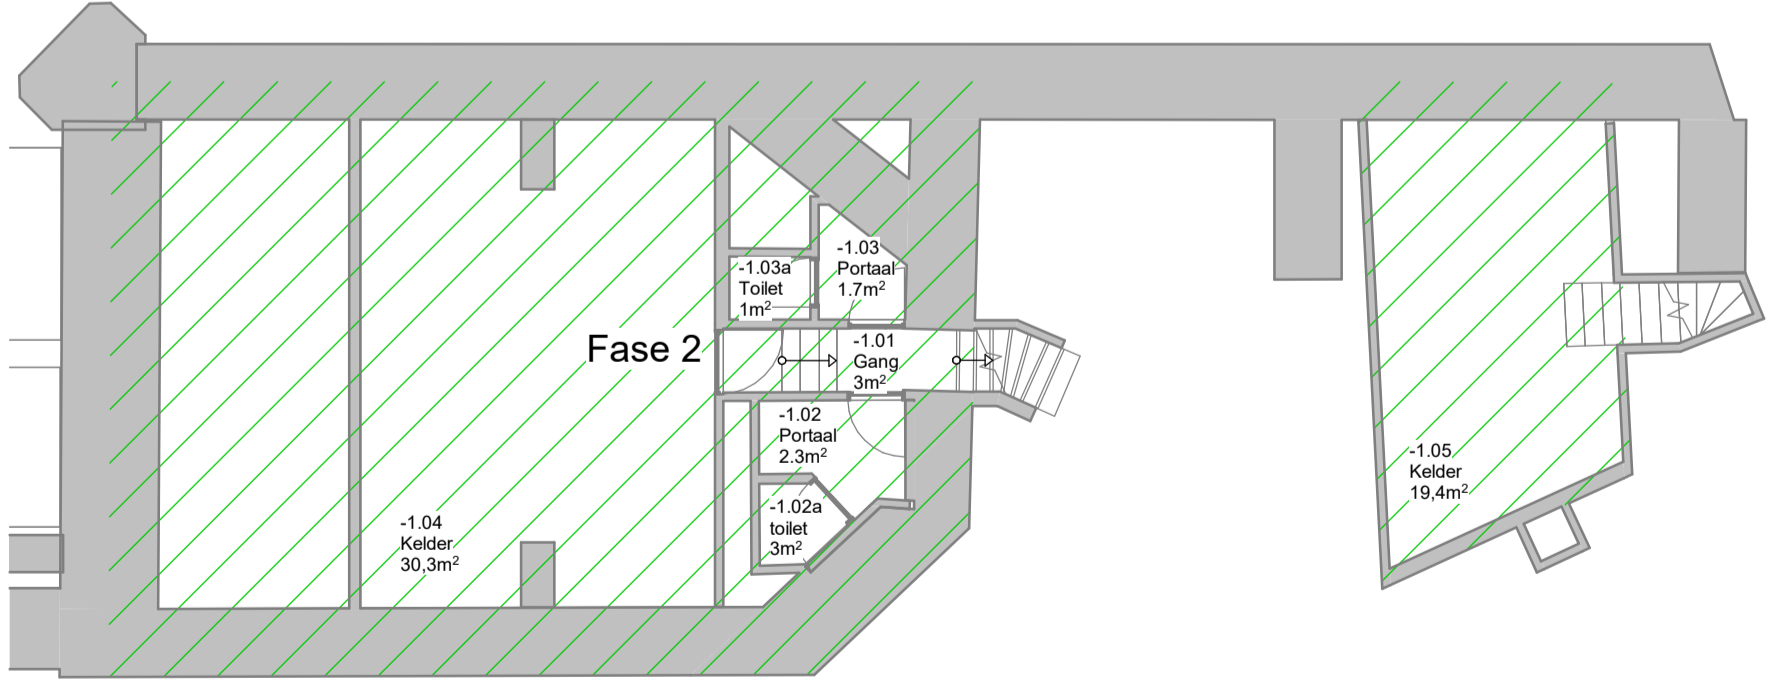 -1.03
Portaal
1.7m²
-1.03a
Toilet
1m²
Fase 2
-1.01
Gang
3m²
-1.02
Portaal
2.3m²
-1.02a
toilet
3m²
-1.04
Kelder
30,3m²
-1.05
Kelder
19,4m²